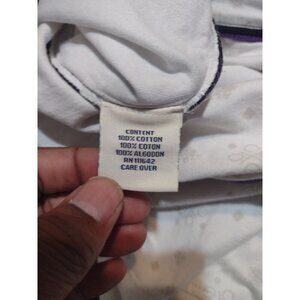 CONTENT
100% COTTON
100% COTON
100% ALGODON
RN 111642
CARE OVER